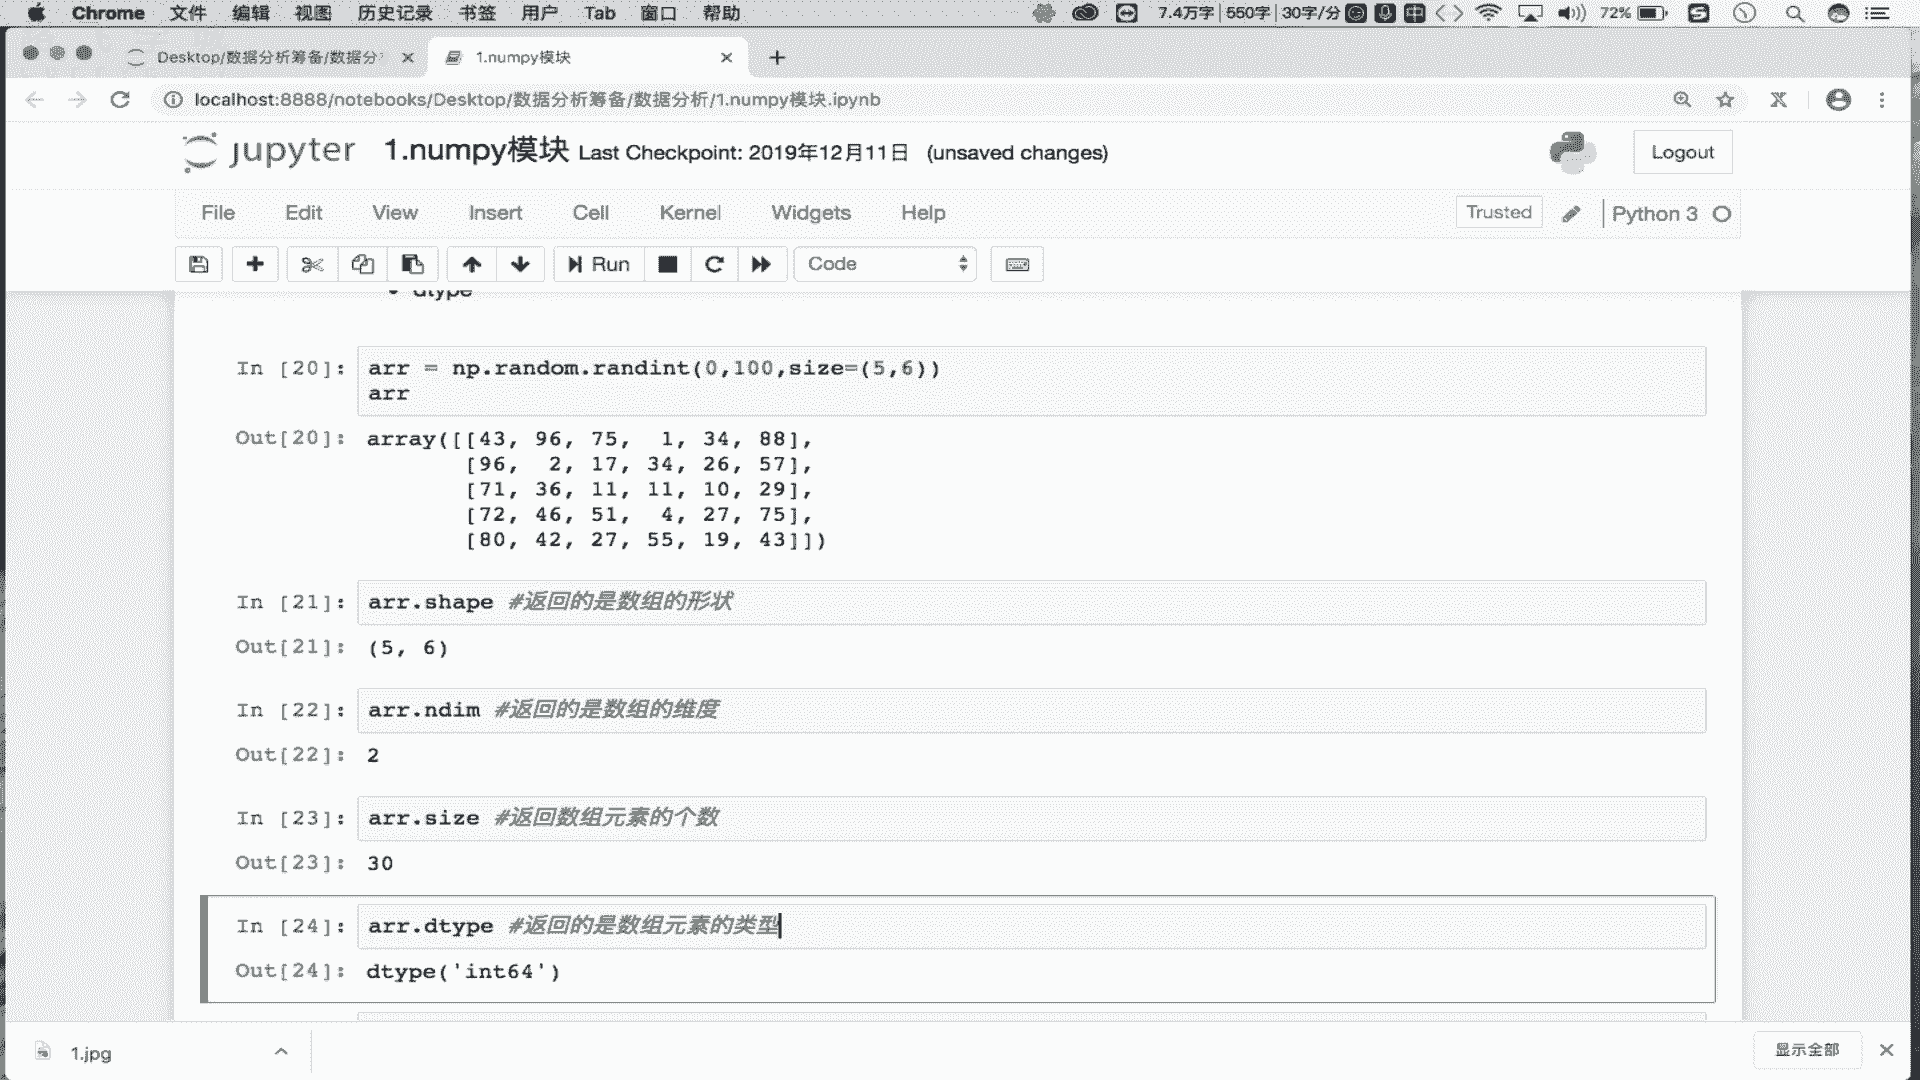 Chrome 文件 编辑 视图 历史记录 书签 用户 Tab 窗口 帮助 7.4万字 550字 30字/分 72%
Desktop/数据分析筹备/数据分 1.numpy模块
localhost:8888/notebooks/Desktop/数据分析筹备/数据分析/1.numpy模块.ipynb
jupyter 1.numpy模块 Last Checkpoint: 2019年12月11日 (unsaved changes) Logout
File Edit View Insert Cell Kernel Widgets Help Trusted Python 3
Run Code
dtype
In [20]: arr = np.random.randint(0,100,size=(5,6))
arr
Out[20]: array([[43, 96, 75, 1, 34, 88],
[96, 2, 17, 34, 26, 57],
[71, 36, 11, 11, 10, 29],
[72, 46, 51, 4, 27, 75],
[80, 42, 27, 55, 19, 43]])
In [21]: arr.shape #返回的是数组的形状
Out[21]: (5, 6)
In [22]: arr.ndim #返回的是数组的维度
Out[22]: 2
In [23]: arr.size #返回数组元素的个数
Out[23]: 30
In [24]: arr.dtype #返回的是数组元素的类型
Out[24]: dtype('int64')
1.jpg 显示全部